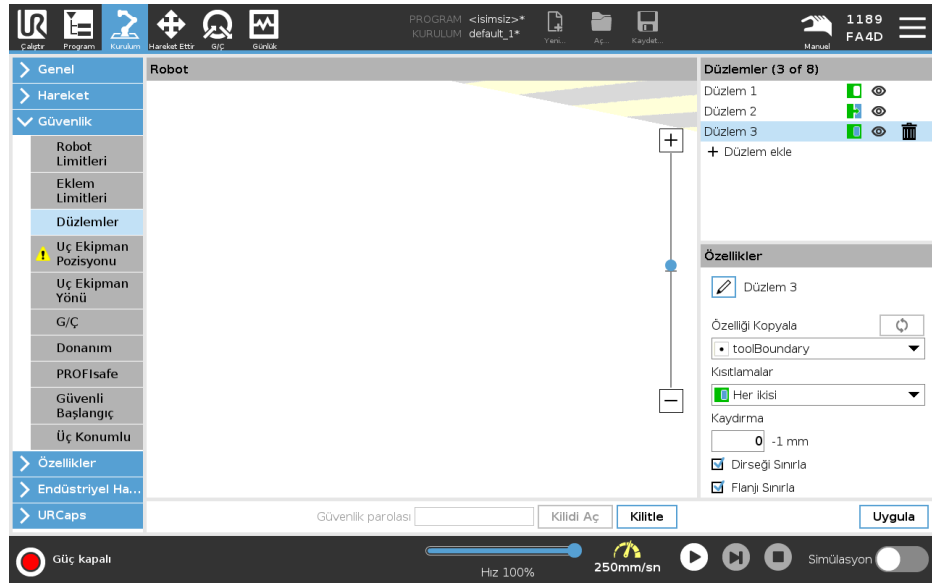 PROGRAM <isimsiz>*
KURULUM default_1*
Yeni...
Aç...
Kaydet...
Manuel
1189
FA4D
Çalıştır
Program
Kurulum
Hareket Ettir
G/Ç
Günlük
Genel
Hareket
Güvenlik
Robot
Limitleri
Eklem
Limitleri
Düzlemler
Uç Ekipman
Pozisyonu
Uç Ekipman
Yönü
G/Ç
Donanım
PROFIsafe
Güvenli
Başlangıç
Üç Konumlu
Özellikler
Endüstriyel Ha...
URCaps
Robot
Güvenlik parolası
Kilidi Aç
Kilitle
Düzlemler (3 of 8)
Düzlem 1
Düzlem 2
Düzlem 3
+ Düzlem ekle
Özellikler
Düzlem 3
Özelliği Kopyala
toolBoundary
Kısıtlamalar
Her ikisi
Kaydırma
0 -1 mm
Dirseği Sınırla
Flanjı Sınırla
Uygula
Güç kapalı
Hız 100%
250mm/sn
Simülasyon